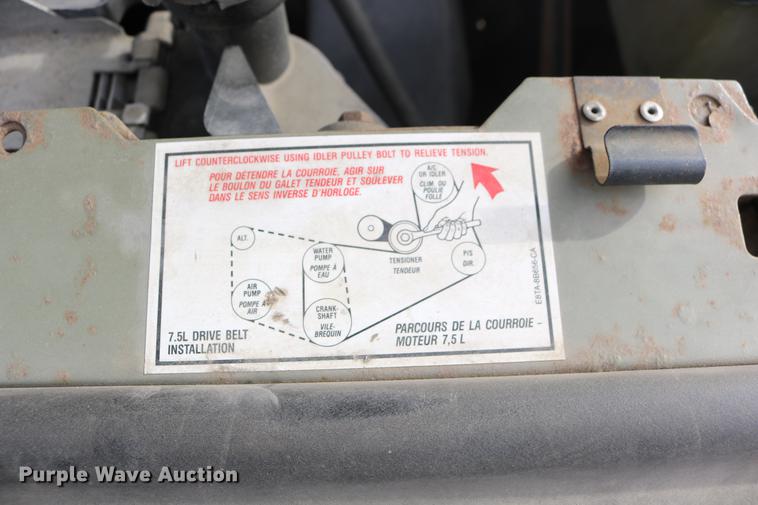 LIFT COUNTERCLOCKWISE USING IDLER PULLEY BOLT TO RELIEVE TENSION.
POUR DÉTENDRE LA COURROIE, AGIR SUR
LE BOULON DU GALET TENDEUR ET SOULEVER
DANS LE SENS INVERSE D'HORLOGE.
A/C
OR IDLER
CLIM. OU
POULIE
FOLLE
ALT.
WATER
PUMP
POMPE À
EAU
TENSIONER
TENDEUR
P/S
DIR.
AIR
PUMP
POMPE À
AIR
CRANK-
SHAFT
VILE-
BREQUIN
7.5L DRIVE BELT
INSTALLATION
PARCOURS DE LA COURROIE -
MOTEUR 7,5 L
E8TA-8B656-CA
Purple Wave Auction